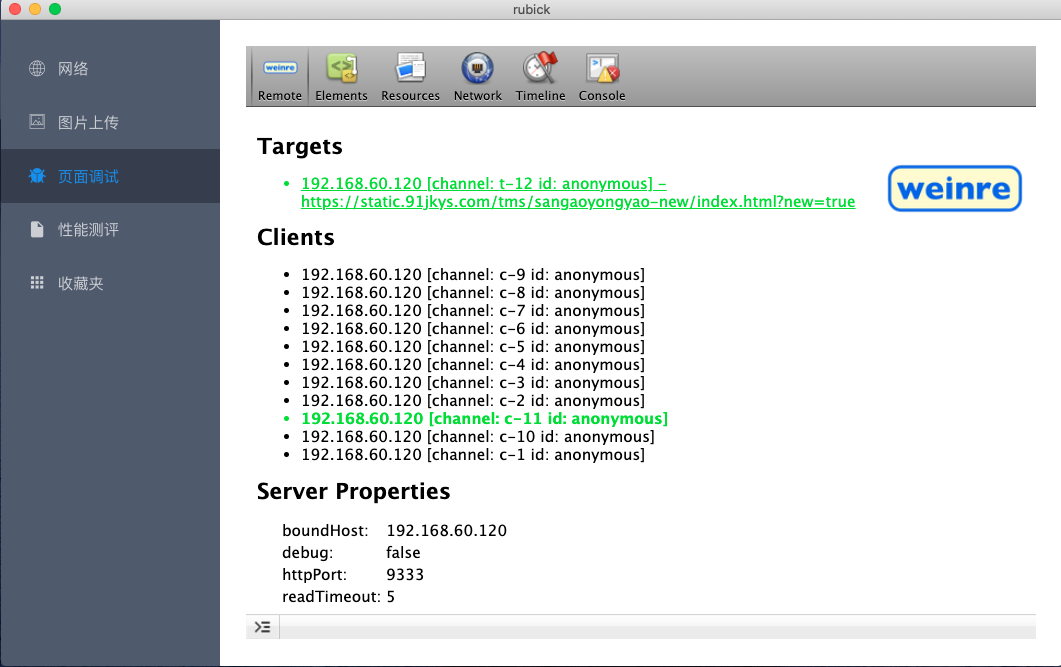 rubick
网络
图片上传
页面调试
性能测评
收藏夹
weinre
Remote Elements Resources Network Timeline Console
Targets
192.168.60.120 [channel: t-12 id: anonymous] –
https://static.91jkys.com/tms/sangaoyongyao-new/index.html?new=true
weinre
Clients
192.168.60.120 [channel: c-9 id: anonymous]
192.168.60.120 [channel: c-8 id: anonymous]
192.168.60.120 [channel: c-7 id: anonymous]
192.168.60.120 [channel: c-6 id: anonymous]
192.168.60.120 [channel: c-5 id: anonymous]
192.168.60.120 [channel: c-4 id: anonymous]
192.168.60.120 [channel: c-3 id: anonymous]
192.168.60.120 [channel: c-2 id: anonymous]
192.168.60.120 [channel: c-11 id: anonymous]
192.168.60.120 [channel: c-10 id: anonymous]
192.168.60.120 [channel: c-1 id: anonymous]
Server Properties
boundHost: 192.168.60.120
debug: false
httpPort: 9333
readTimeout: 5